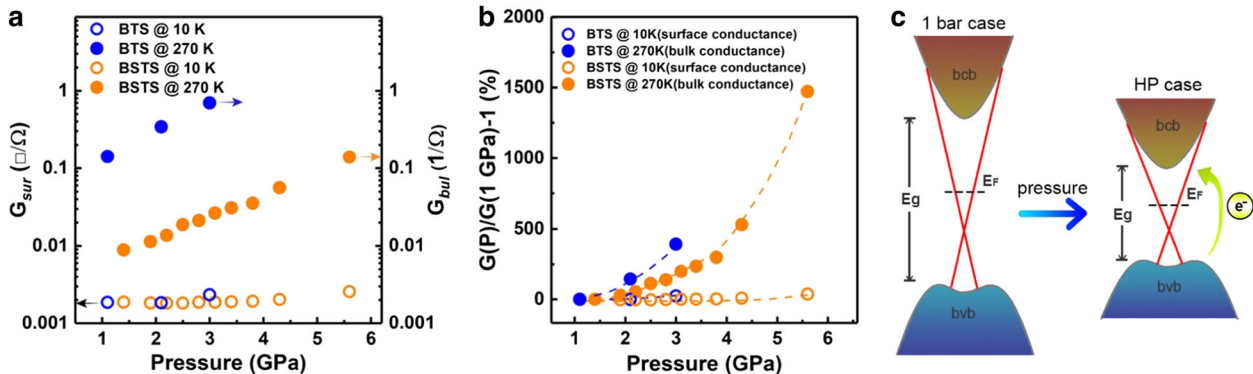 a
BTS @ 10 K
BTS @ 270 K
BSTS @ 10 K
BSTS @ 270 K
1
0.1
0.01
0.001
G_sur (□/Ω)
1
0.1
0.01
0.001
G_bul (1/Ω)
1 2 3 4 5 6
Pressure (GPa)
b
BTS @ 10K(surface conductance)
BTS @ 270K(bulk conductance)
BSTS @ 10K(surface conductance)
BSTS @ 270K(bulk conductance)
2000
1500
1000
500
0
G(P)/G(1 GPa)-1 (%)
1 2 3 4 5 6
Pressure (GPa)
c
1 bar case
bcb
Eg
EF
bvb
pressure
HP case
bcb
Eg
EF
e-
bvb